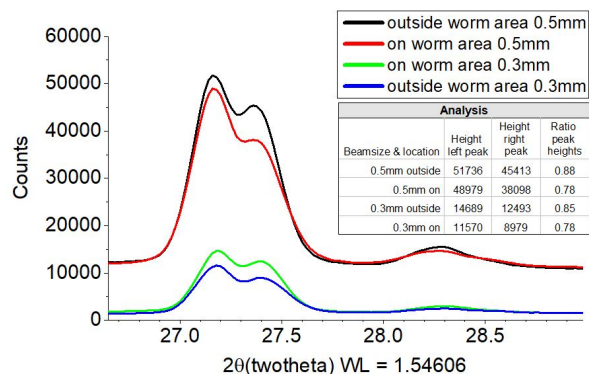 60000
50000
40000
30000
20000
10000
0
Counts
27.0 27.5 28.0 28.5
2θ(twotheta) WL = 1.54606
outside worm area 0.5mm
on worm area 0.5mm
on worm area 0.3mm
outside worm area 0.3mm
Analysis
Beamsize & location Height left peak Height right peak Ratio peak heights
0.5mm outside 51736 45413 0.88
0.5mm on 48979 38098 0.78
0.3mm outside 14689 12493 0.85
0.3mm on 11570 8979 0.78